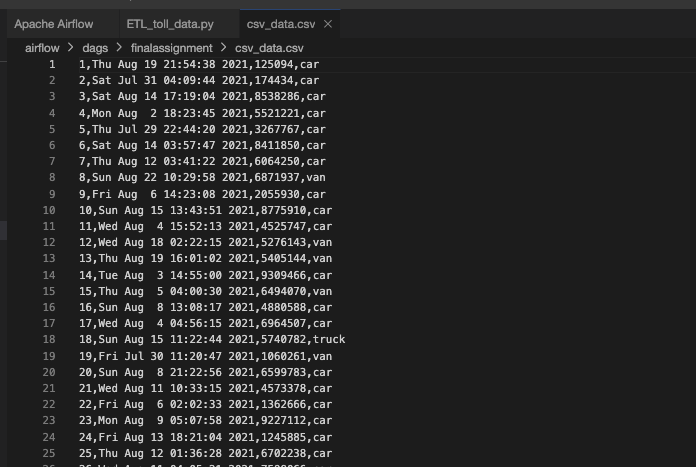 Apache Airflow ETL_toll_data.py csv_data.csv ×
airflow > dags > finalassignment > csv_data.csv
1 1,Thu Aug 19 21:54:38 2021,125094,car
2 2,Sat Jul 31 04:09:44 2021,174434,car
3 3,Sat Aug 14 17:19:04 2021,8538286,car
4 4,Mon Aug  2 18:23:45 2021,5521221,car
5 5,Thu Jul 29 22:44:20 2021,3267767,car
6 6,Sat Aug 14 03:57:47 2021,8411850,car
7 7,Thu Aug 12 03:41:22 2021,6064250,car
8 8,Sun Aug 22 10:29:58 2021,6871937,van
9 9,Fri Aug  6 14:23:08 2021,2055930,car
10 10,Sun Aug 15 13:43:51 2021,8775910,car
11 11,Wed Aug  4 15:52:13 2021,4525747,car
12 12,Wed Aug 18 02:22:15 2021,5276143,van
13 13,Thu Aug 19 16:01:02 2021,5405144,van
14 14,Tue Aug  3 14:55:00 2021,9309466,car
15 15,Thu Aug  5 04:00:30 2021,6494070,van
16 16,Sun Aug  8 13:08:17 2021,4880588,car
17 17,Wed Aug  4 04:56:15 2021,6964507,car
18 18,Sun Aug 15 11:22:44 2021,5740782,truck
19 19,Fri Jul 30 11:20:47 2021,1060261,van
20 20,Sun Aug  8 21:22:56 2021,6599783,car
21 21,Wed Aug 11 10:33:15 2021,4573378,car
22 22,Fri Aug  6 02:02:33 2021,1362666,car
23 23,Mon Aug  9 05:07:58 2021,9227112,car
24 24,Fri Aug 13 18:21:04 2021,1245885,car
25 25,Thu Aug 12 01:36:28 2021,6702238,car